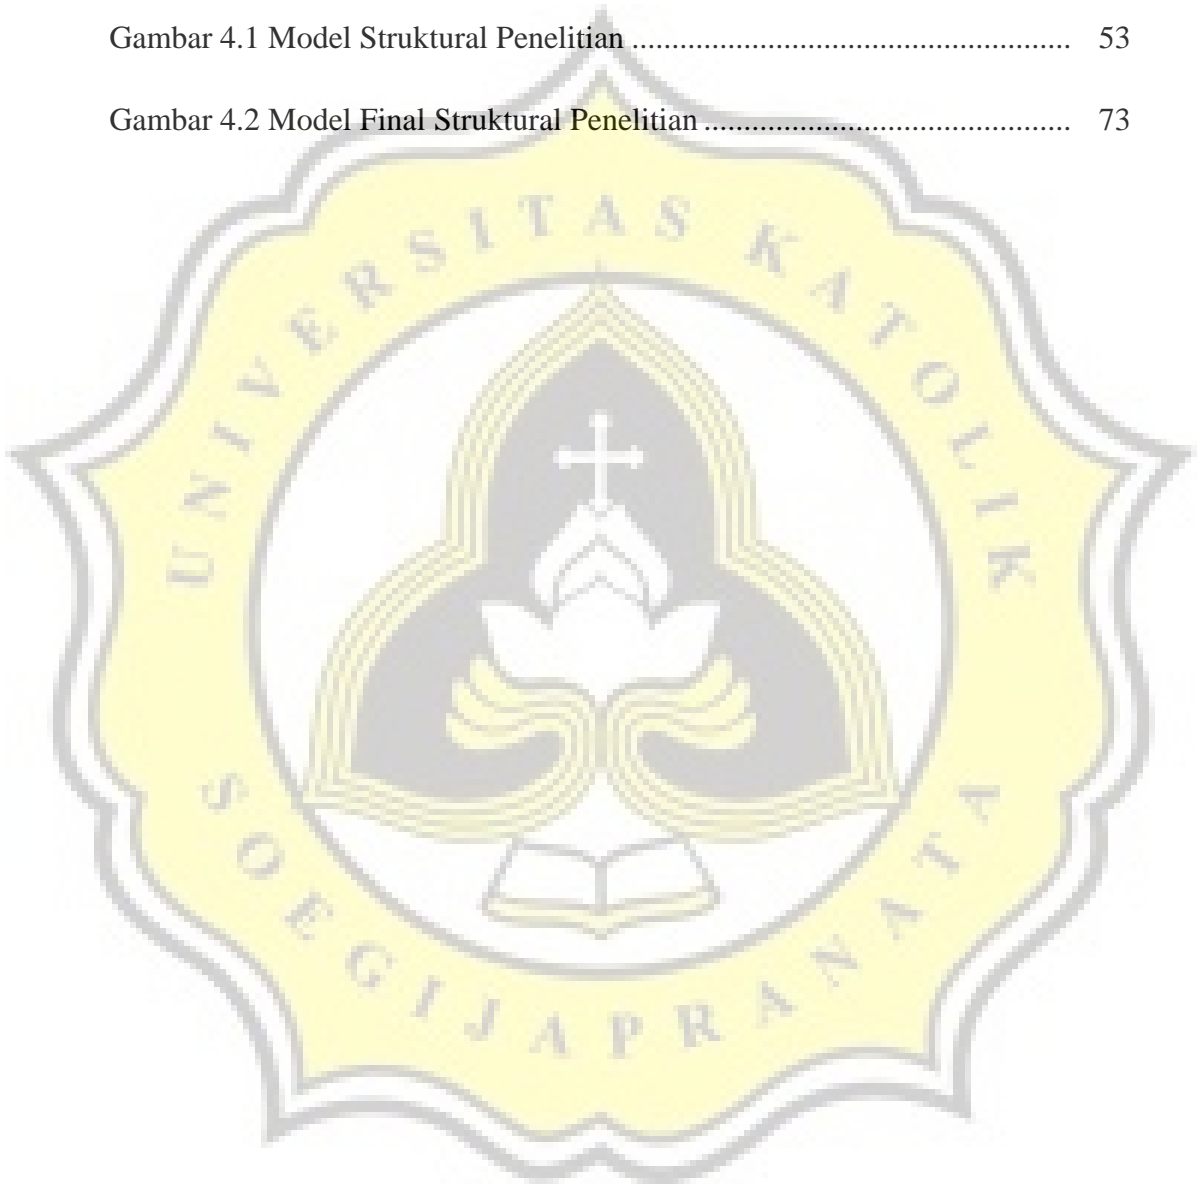 Gambar 4.1 Model Struktural Penelitian ...................................................... 53
Gambar 4.2 Model Final Struktural Penelitian ............................................. 73
UNIVERSITAS KATOLIK
SOEGIJAPRANATA